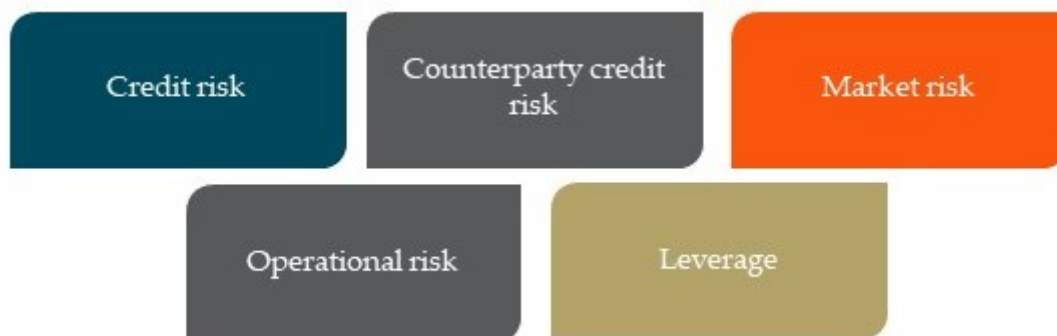 Credit risk
Counterparty credit
risk
Market risk
Operational risk
Leverage